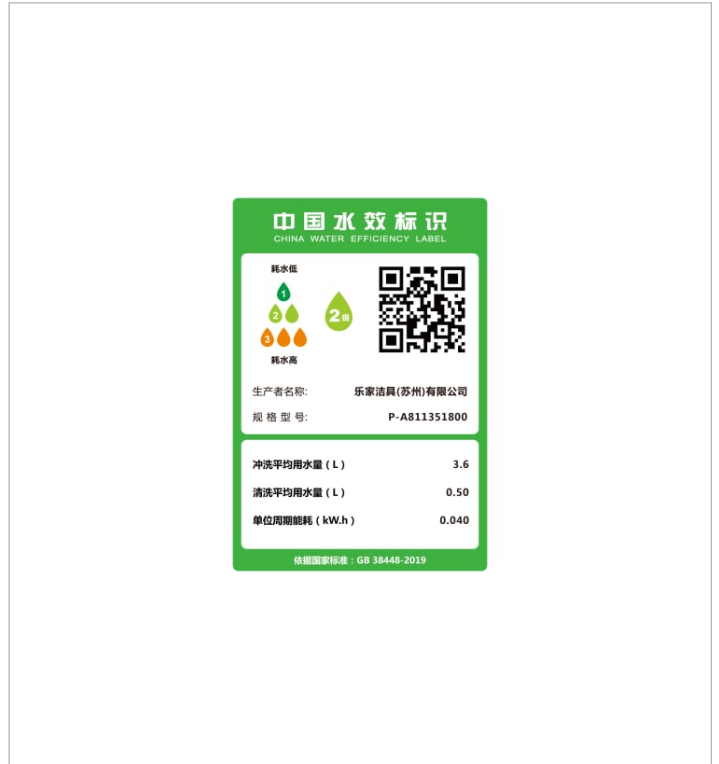 中国水效标识
CHINA WATER EFFICIENCY LABEL
耗水低
1
2
3
耗水高
2级
生产者名称: 乐家洁具(苏州)有限公司
规格型号: P-A811351800
冲洗平均用水量(L) 3.6
清洗平均用水量(L) 0.50
单位周期能耗(kW.h) 0.040
依据国家标准:GB 38448-2019